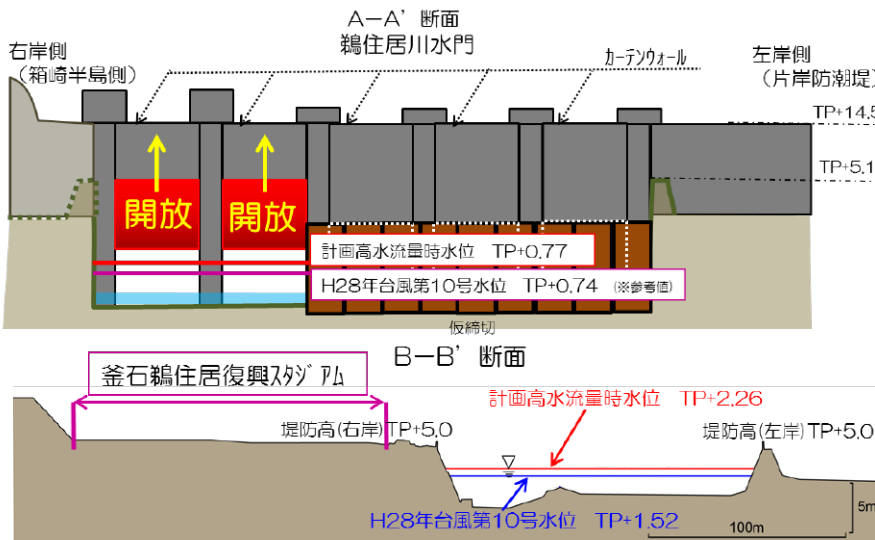 A－A’ 断面
鵜住居川水門
右岸側
（箱崎半島側）
カーテンウォール
左岸側
（片岸防潮堤）
TP+14.5
TP+5.1
開放
開放
計画高水流量時水位　TP+0.77
H28年台風第10号水位　TP+0.74 （※参考値）
仮締切
B－B’ 断面
釜石鵜住居復興スタジアム
計画高水流量時水位　TP+2.26
堤防高(右岸)TP+5.0
堤防高(左岸)TP+5.0
H28年台風第10号水位　TP+1.52
5m
100m